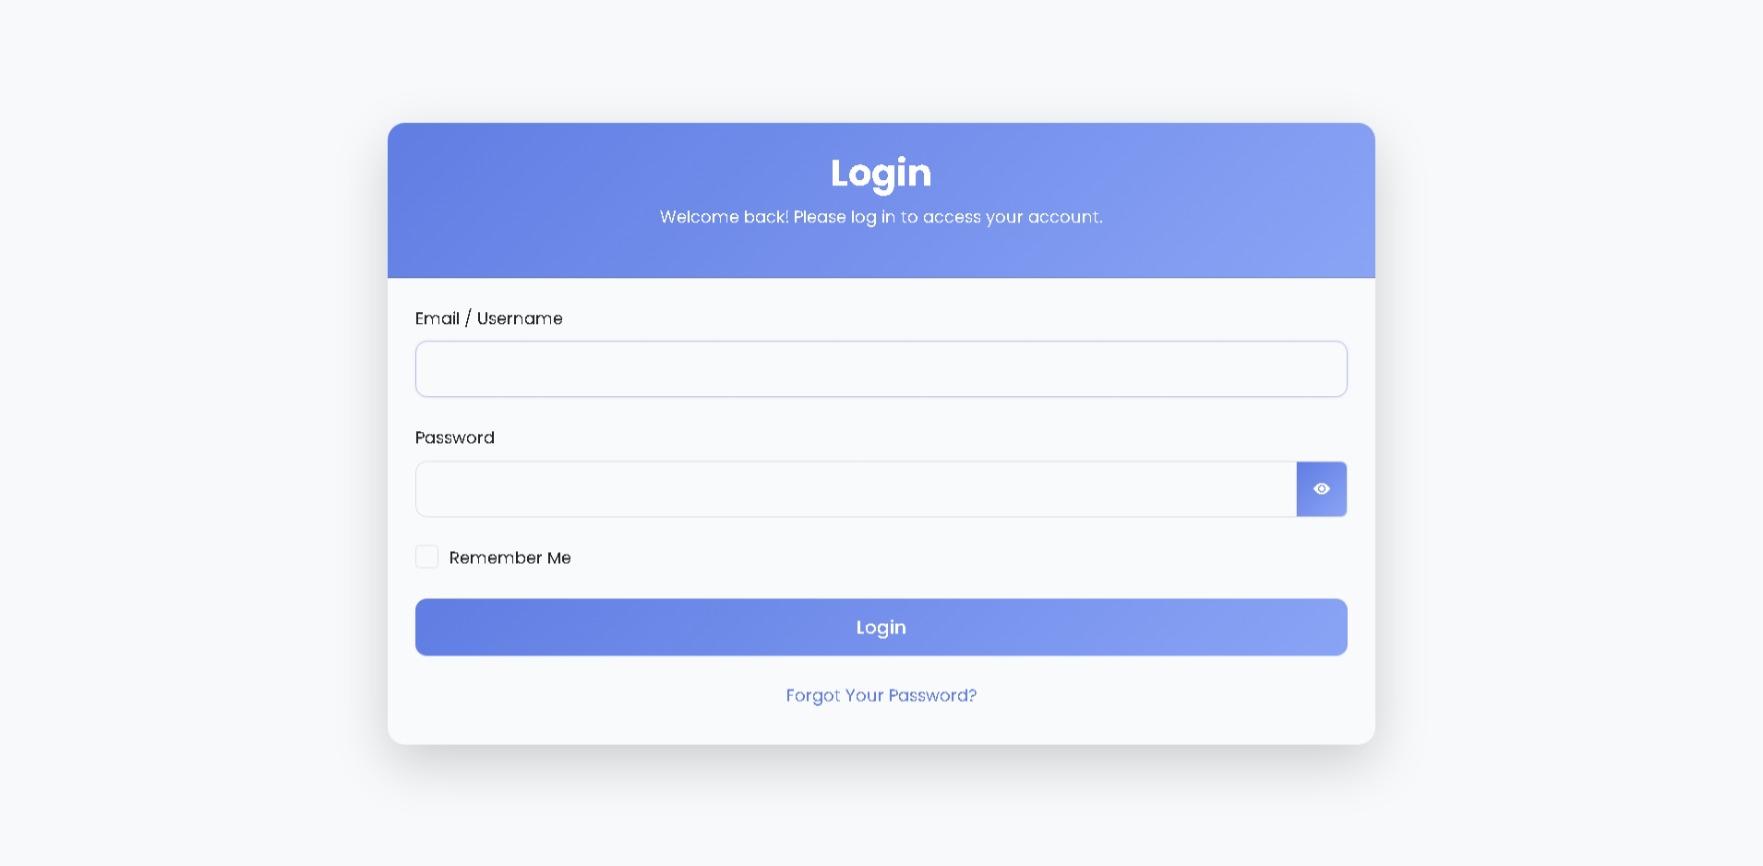 Login
Welcome back! Please log in to access your account.
Email / Username
Password
Remember Me
Login
Forgot Your Password?